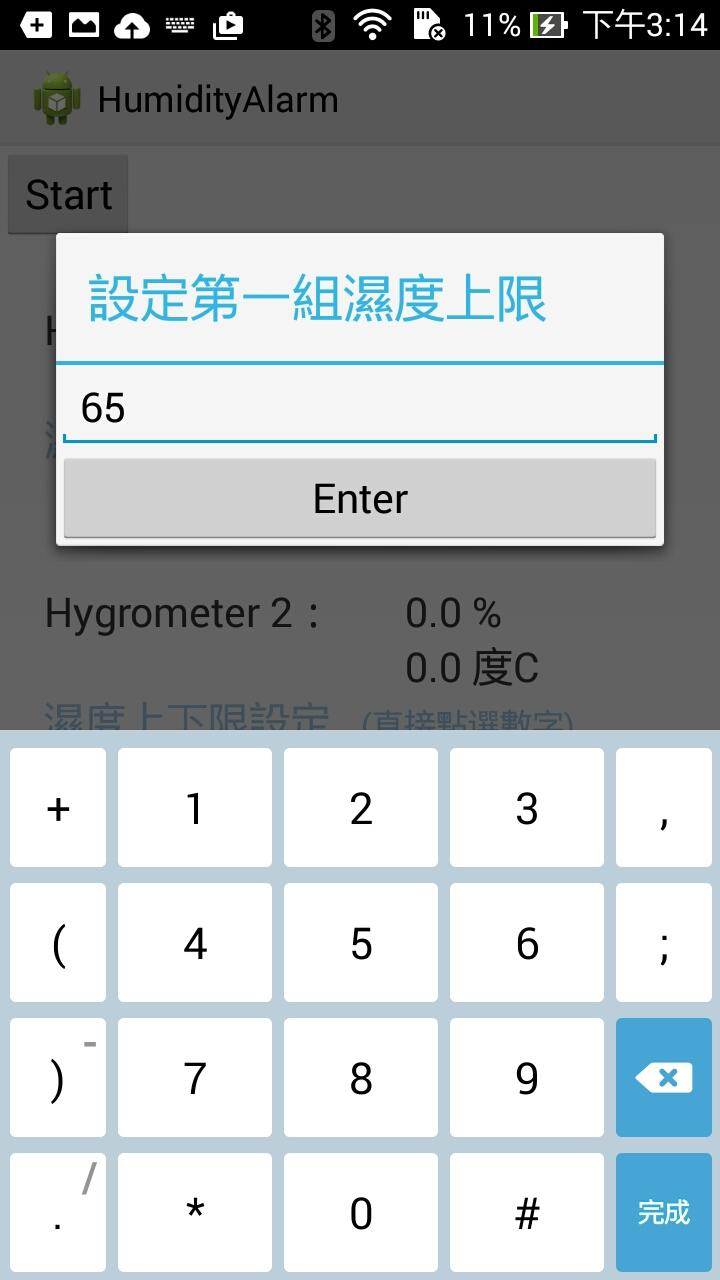 11% 下午3:14
HumidityAlarm
Start
設定第一組濕度上限
65
Enter
Hygrometer 2： 0.0 %
0.0 度C
濕度上下限設定 (直接點選數字)
+ 1 2 3 ,
( 4 5 6 ;
) - 7 8 9
. / * 0 # 完成